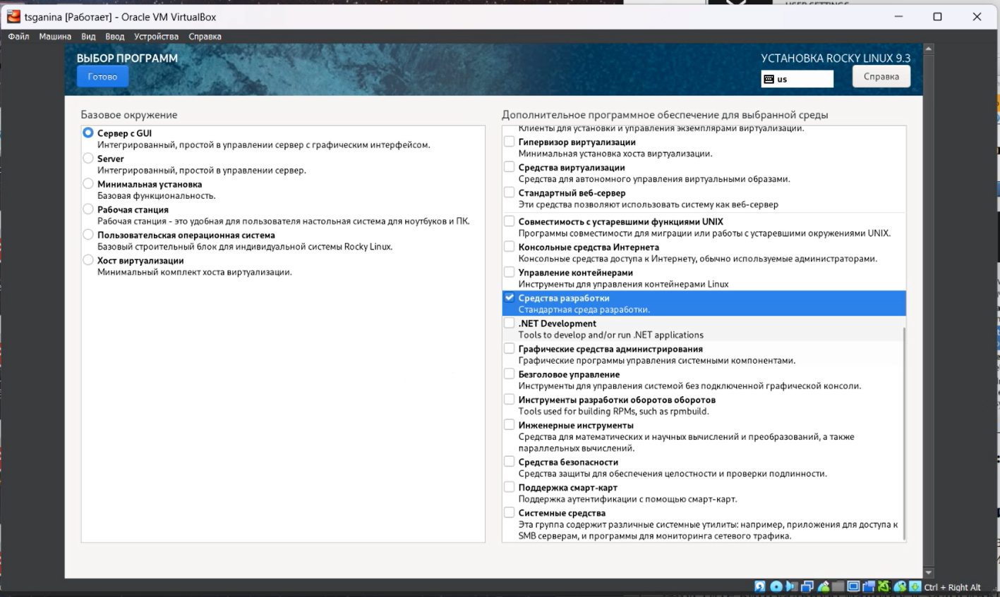 USER SETTINGS
tsganina [Работает] - Oracle VM VirtualBox
Файл Машина Вид Ввод Устройства Справка
ВЫБОР ПРОГРАММ
Готово
УСТАНОВКА ROCKY LINUX 9.3
us
Справка
Базовое окружение
Сервер с GUI
Интегрированный, простой в управлении сервер с графическим интерфейсом.
Server
Интегрированный, простой в управлении сервер.
Минимальная установка
Базовая функциональность.
Рабочая станция
Рабочая станция - это удобная для пользователя настольная система для ноутбуков и ПК.
Пользовательская операционная система
Базовый строительный блок для индивидуальной системы Rocky Linux.
Хост виртуализации
Минимальный комплект хоста виртуализации.
Дополнительное программное обеспечение для выбранной среды
Клиенты для установки и управления экземплярами виртуализации.
Гипервизор виртуализации
Минимальная установка хоста виртуализации.
Средства виртуализации
Средства для автономного управления виртуальными образами.
Стандартный веб-сервер
Эти средства позволяют использовать систему как веб-сервер
Совместимость с устаревшими функциями UNIX
Программы совместимости для миграции или работы с устаревшими окружениями UNIX.
Консольные средства Интернета
Консольные средства доступа к Интернету, обычно используемые администраторами.
Управление контейнерами
Инструменты для управления контейнерами Linux
Средства разработки
Стандартная среда разработки.
.NET Development
Tools to develop and/or run .NET applications
Графические средства администрирования
Графические программы управления системными компонентами.
Безголовое управление
Инструменты для управления системой без подключенной графической консоли.
Инструменты разработки оборотов оборотов
Tools used for building RPMs, such as rpmbuild.
Инженерные инструменты
Средства для математических и научных вычислений и преобразований, а также
параллельных вычислений.
Средства безопасности
Средства защиты для обеспечения целостности и проверки подлинности.
Поддержка смарт-карт
Поддержка аутентификации с помощью смарт-карт.
Системные средства
Эта группа содержит различные системные утилиты: например, приложения для доступа к
SMB серверам, и программы для мониторинга сетевого трафика.
Ctrl + Right Alt